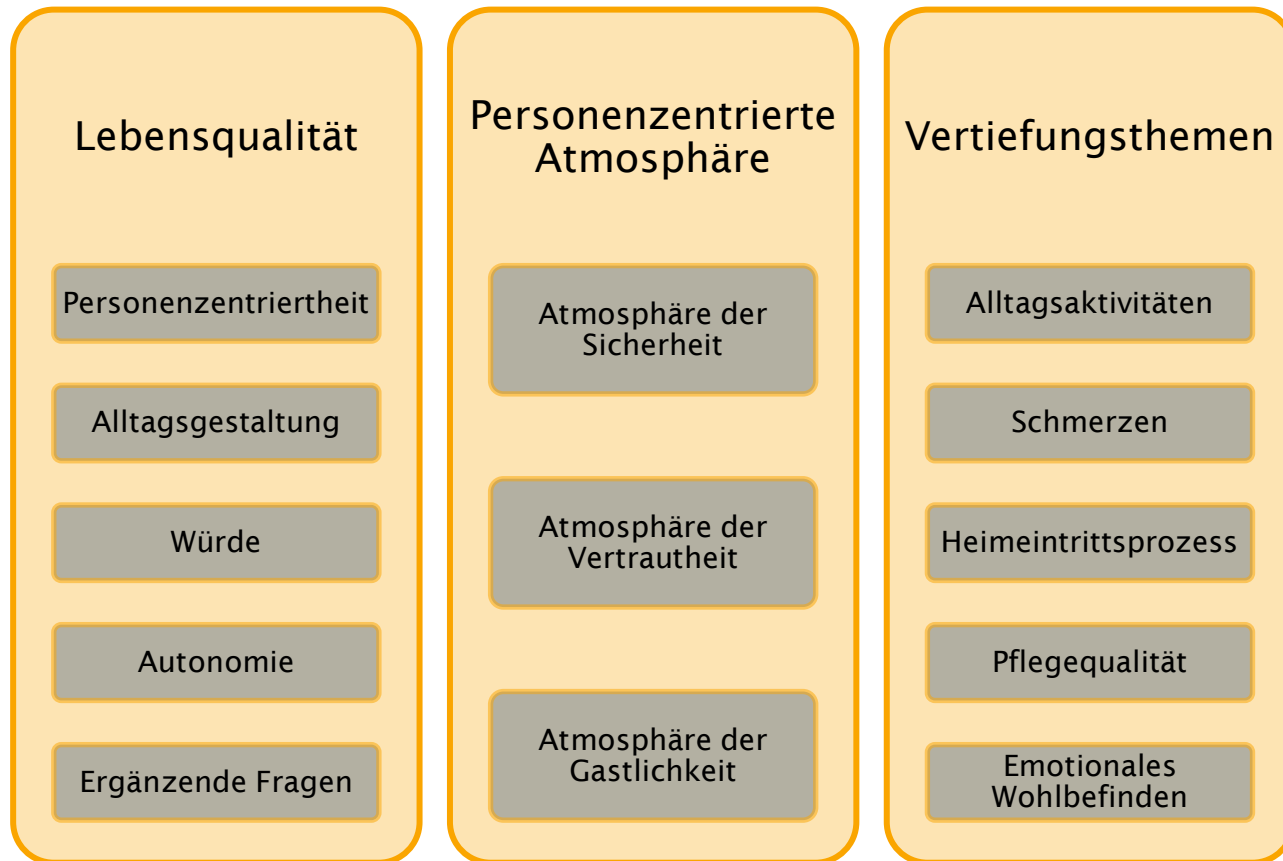 Lebensqualität
Personenzentriertheit
Alltagsgestaltung
Würde
Autonomie
Ergänzende Fragen
Personenzentrierte
Atmosphäre
Atmosphäre der
Sicherheit
Atmosphäre der
Vertrautheit
Atmosphäre der
Gastlichkeit
Vertiefungsthemen
Alltagsaktivitäten
Schmerzen
Heimeintrittsprozess
Pflegequalität
Emotionales
Wohlbefinden